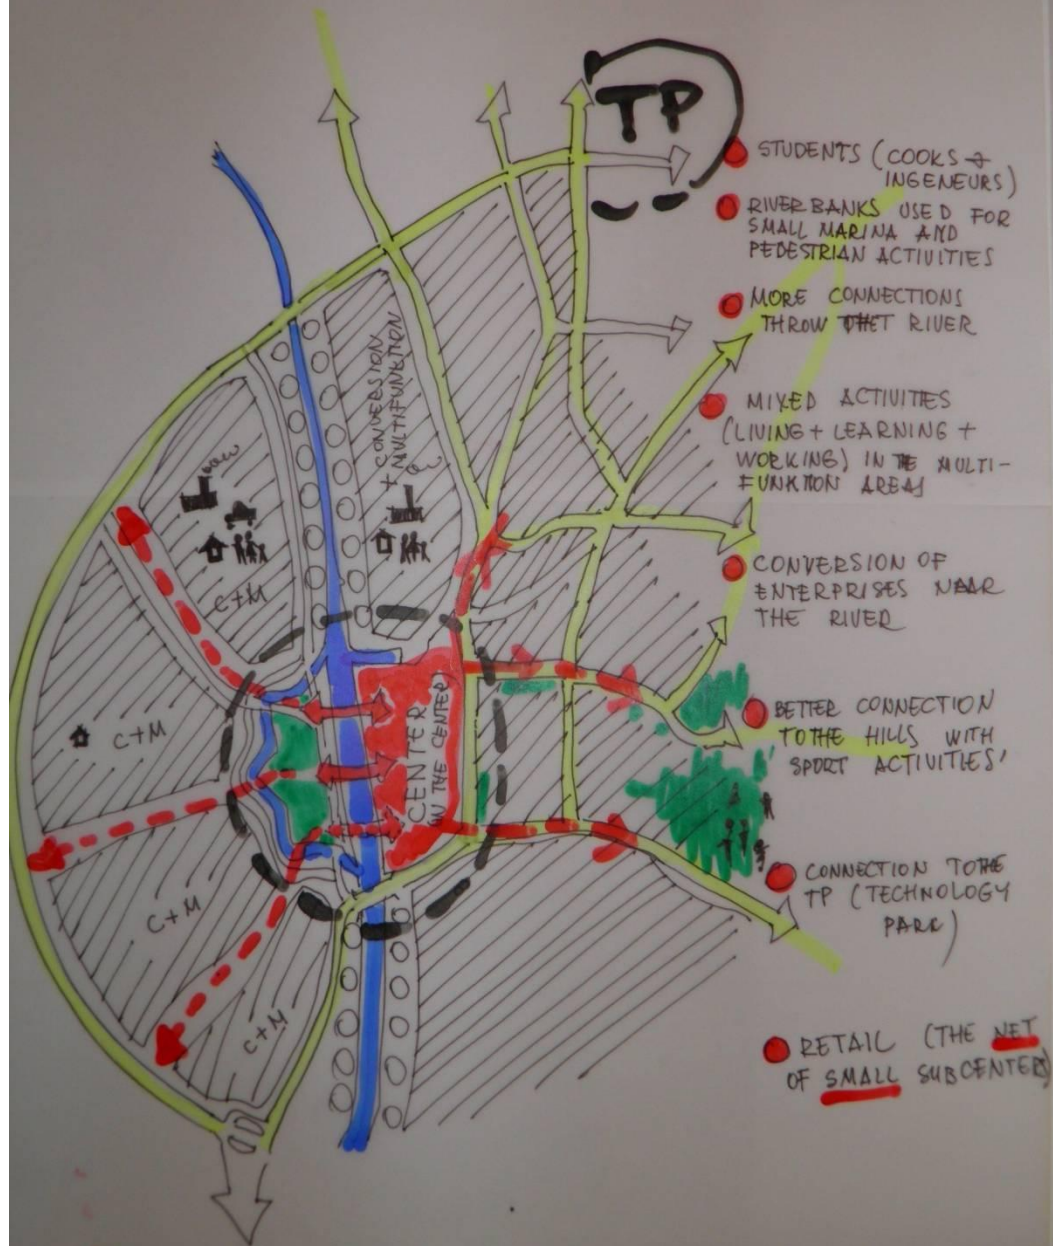 TP
STUDENTS (COOKS &
INGENEURS)
RIVERBANKS USED FOR
SMALL MARINA AND
PEDESTRIAN ACTIVITIES
MORE CONNECTIONS
THROW THET RIVER
MIXED ACTIVITIES
(LIVING + LEARNING +
WORKING) IN THE MULTI-
FUNKTION AREAS
CONVERSION OF
ENTERPRISES NEAR
THE RIVER
BETTER CONNECTION
TO THE HILLS WITH
SPORT ACTIVITIES'
CONNECTION TO THE
TP (TECHNOLOGY
PARK)
RETAIL (THE NET
OF SMALL SUBCENTERS)
CONVERSION
+ MULTIFUNKTION
C+M
C+M
C+M
C+M
CENTER
IN THE CENTER)